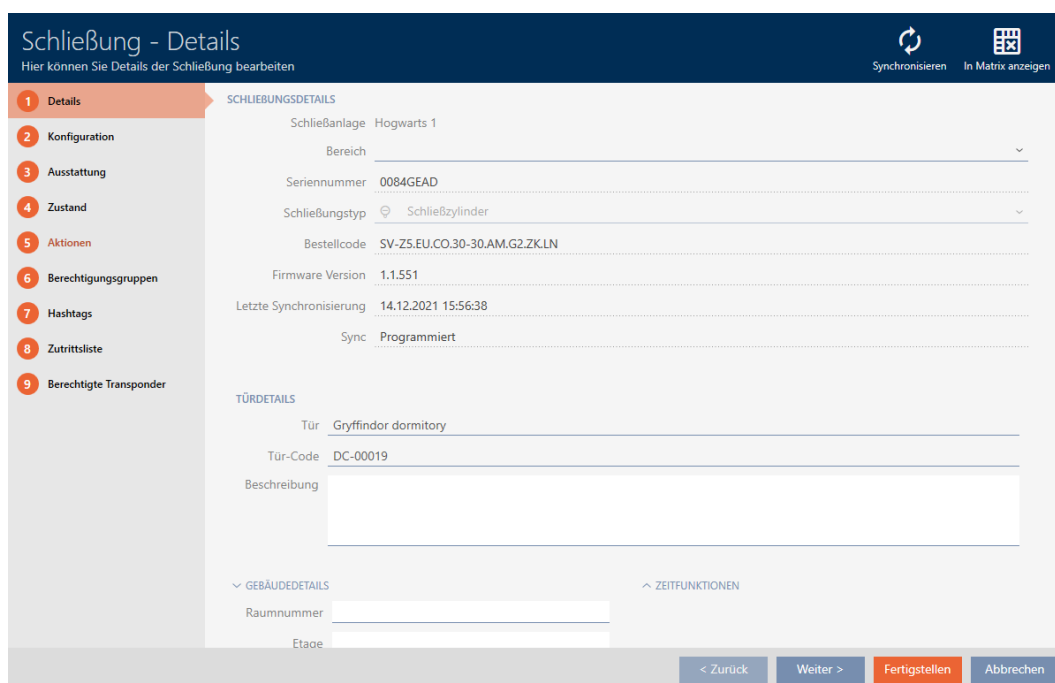 Schließung - Details
Hier können Sie Details der Schließung bearbeiten
Synchronisieren
In Matrix anzeigen
1 Details
2 Konfiguration
3 Ausstattung
4 Zustand
5 Aktionen
6 Berechtigungsgruppen
7 Hashtags
8 Zutrittsliste
9 Berechtigte Transponder
SCHLIEßUNGSDETAILS
Schließanlage Hogwarts 1
Bereich
Seriennummer 0084GEAD
Schließungstyp Schließzylinder
Bestellcode SV-Z5.EU.CO.30-30.AM.G2.ZK.LN
Firmware Version 1.1.551
Letzte Synchronisierung 14.12.2021 15:56:38
Sync Programmiert
TÜRDETAILS
Tür Gryffindor dormitory
Tür-Code DC-00019
Beschreibung
GEBÄUDEDETAILS
Raumnummer
Etage
ZEITFUNKTIONEN
< Zurück
Weiter >
Fertigstellen
Abbrechen